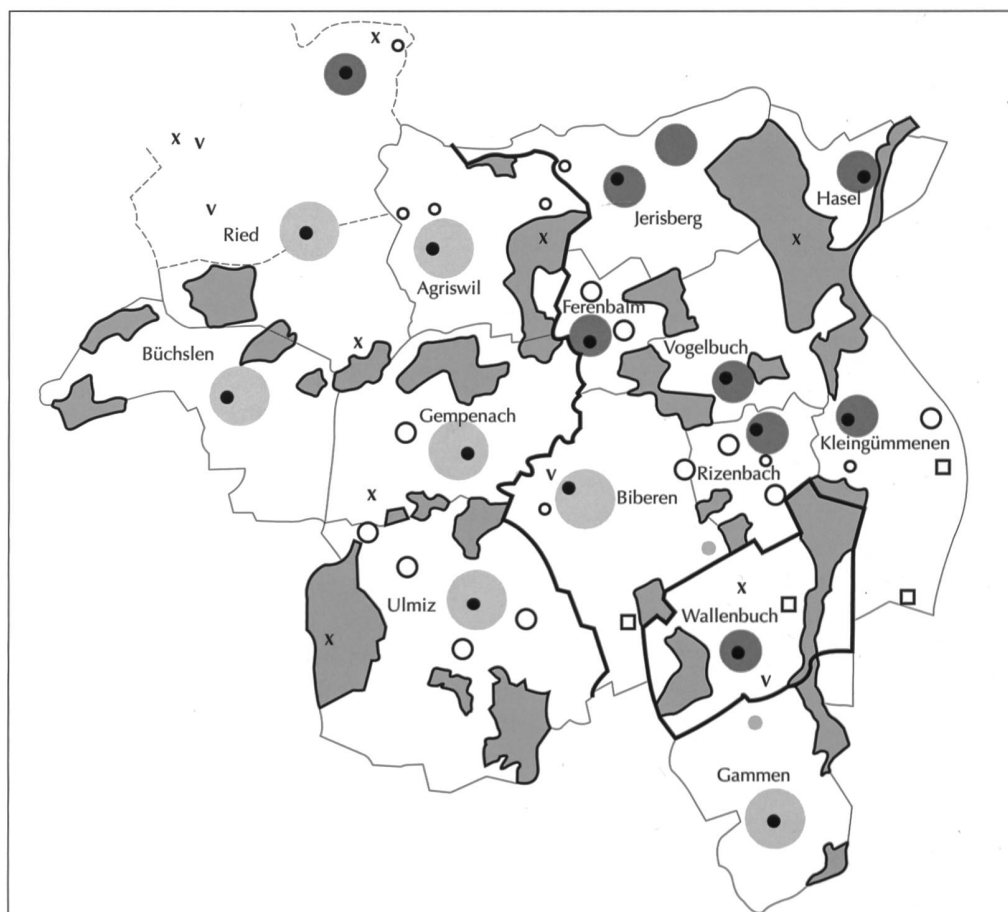 x
x v
Hasel
Jerisberg
v
Ried
x
x
Agriswil
Ferenbalm
x
Büchslen
Vogelbuch
Gempenach
Kleingümmenen
v
Rizenbach
Biberen
x
x
Ulmiz
Wallenbuch
x
v
Gammen